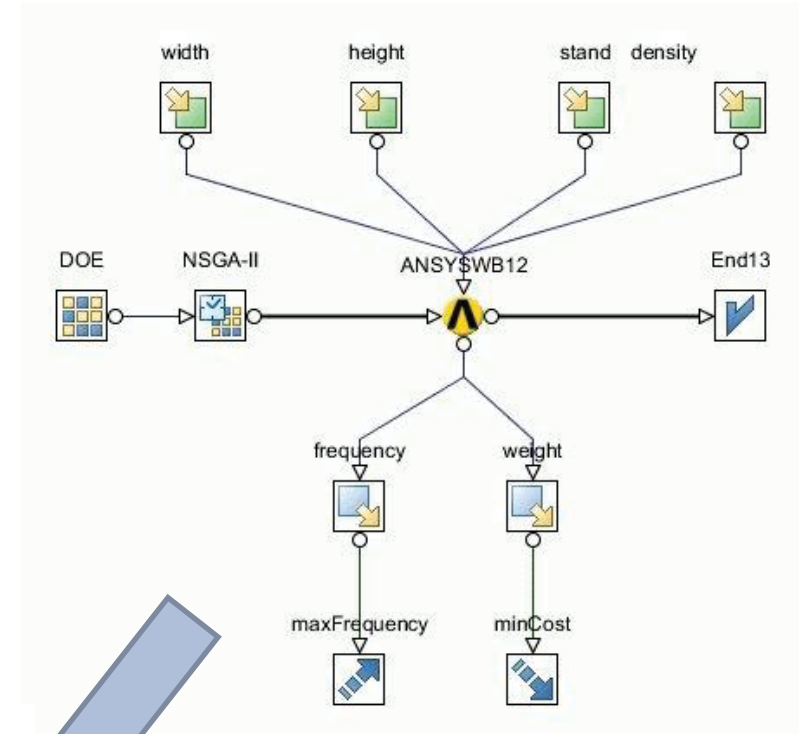 width height stand density
DOE NSGA-II ANSYSWB12 End13
frequency weight
maxFrequency minCost